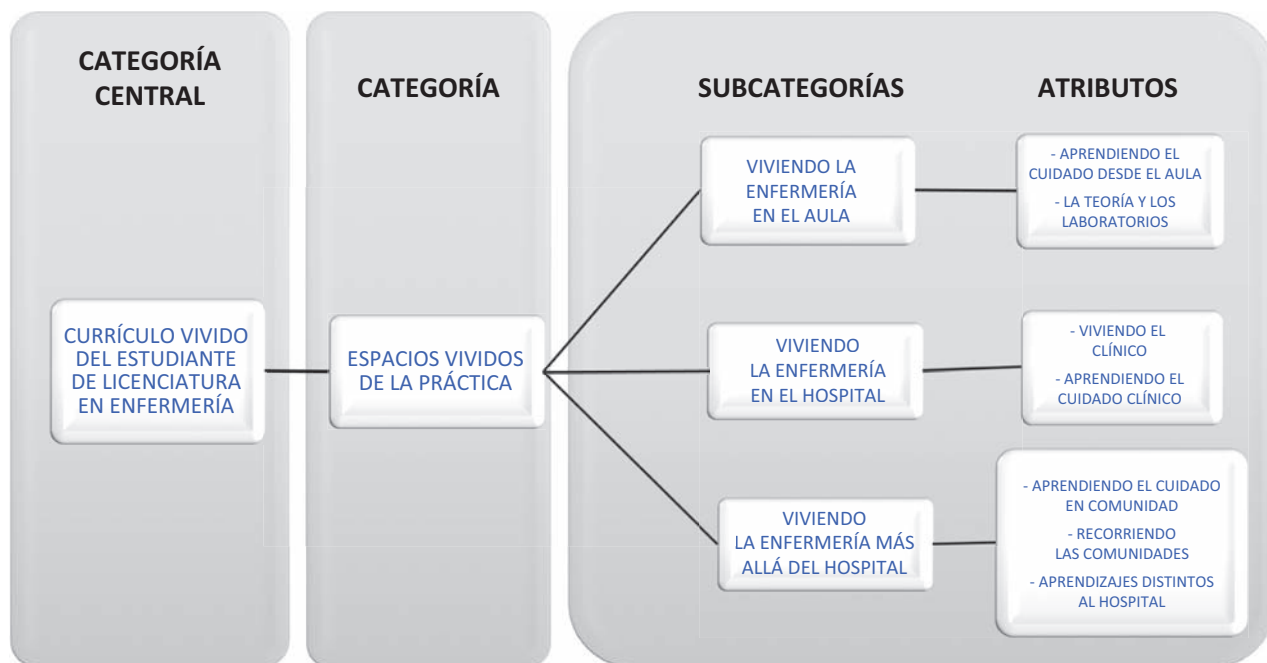 CATEGORÍA
CENTRAL
CATEGORÍA
SUBCATEGORÍAS
ATRIBUTOS
CURRÍCULO VIVIDO
DEL ESTUDIANTE
DE LICENCIATURA
EN ENFERMERÍA
ESPACIOS VIVIDOS
DE LA PRÁCTICA
VIVIENDO LA
ENFERMERÍA
EN EL AULA
- APRENDIENDO EL
CUIDADO DESDE EL AULA
- LA TEORÍA Y LOS
LABORATORIOS
VIVIENDO
LA ENFERMERÍA
EN EL HOSPITAL
- VIVIENDO EL
CLÍNICO
- APRENDIENDO EL
CUIDADO CLÍNICO
VIVIENDO
LA ENFERMERÍA MÁS
ALLÁ DEL HOSPITAL
- APRENDIENDO EL CUIDADO
EN COMUNIDAD
- RECORRIENDO
LAS COMUNIDADES
- APRENDIZAJES DISTINTOS
AL HOSPITAL